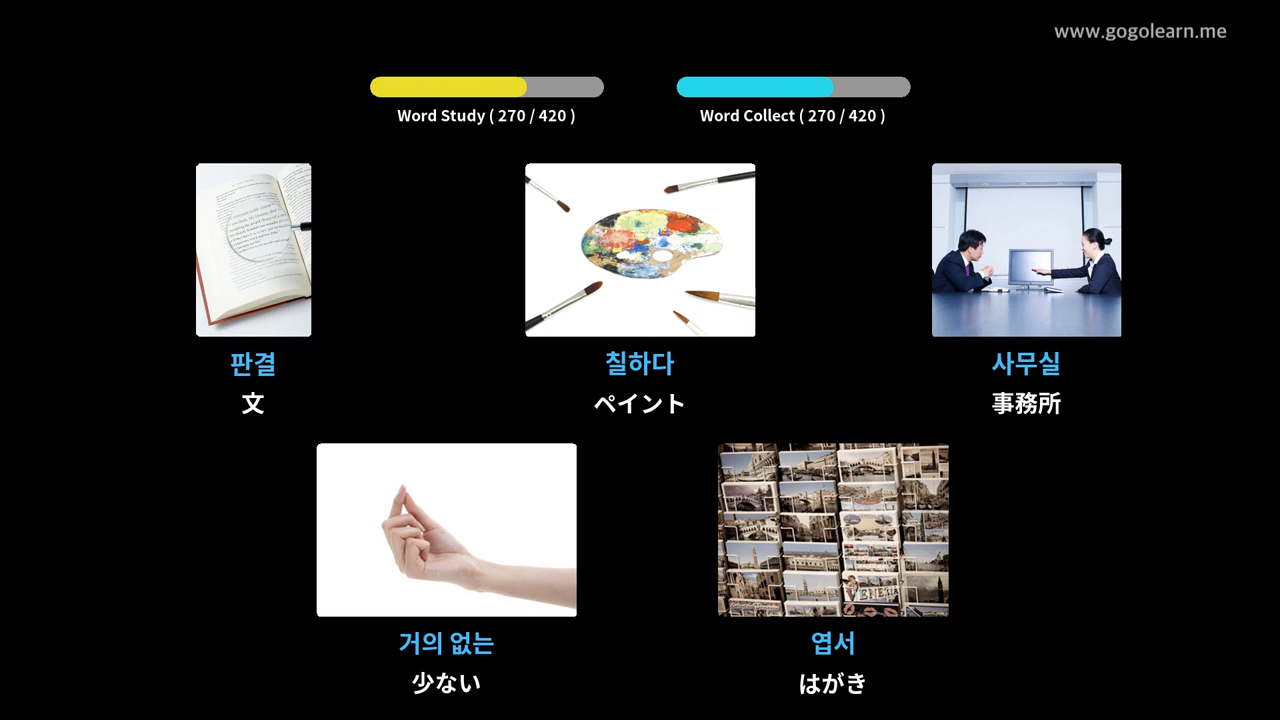 www.gogolearn.me
Word Study ( 270 / 420 )
Word Collect ( 270 / 420 )
판결
文
칠하다
ペイント
사무실
事務所
거의 없는
少ない
엽서
はがき